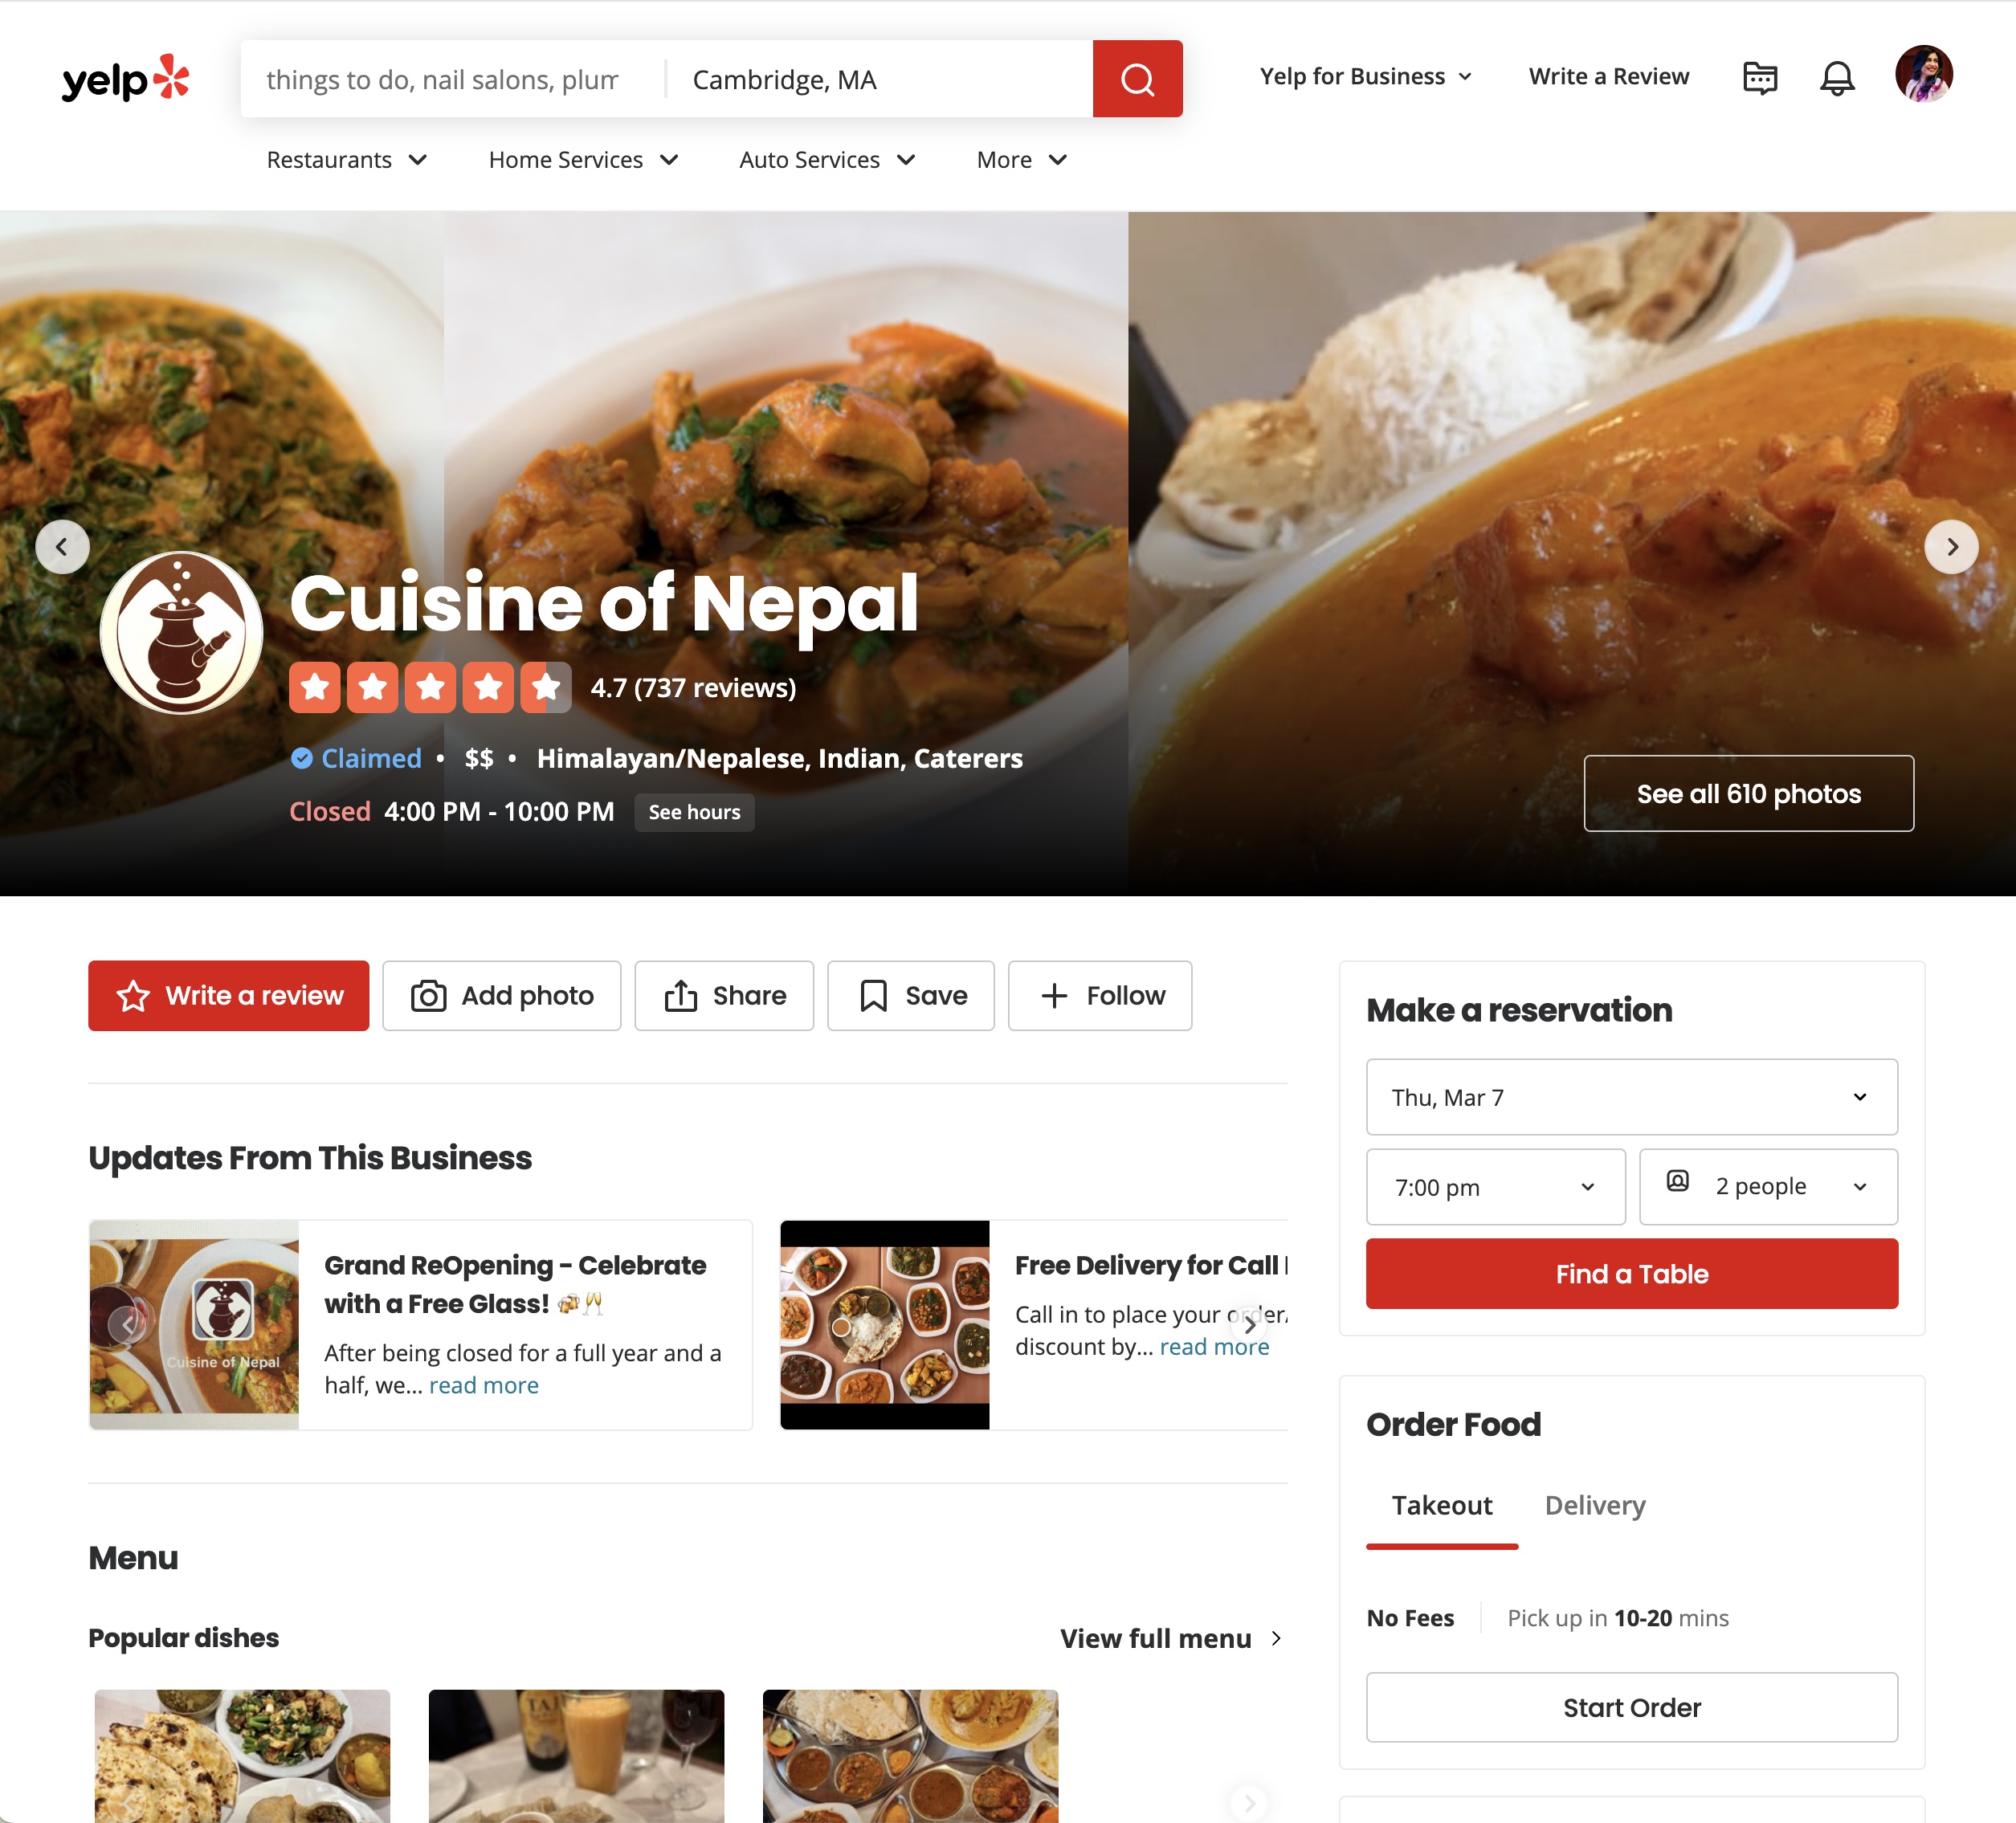 yelp
things to do, nail salons, plum
Cambridge, MA
Yelp for Business
Write a Review
Restaurants
Home Services
Auto Services
More
Cuisine of Nepal
4.7 (737 reviews)
Claimed • $$ • Himalayan/Nepalese, Indian, Caterers
Closed 4:00 PM - 10:00 PM
See hours
See all 610 photos
Write a review
Add photo
Share
Save
Follow
Updates From This Business
Cuisine of Nepal
Grand ReOpening - Celebrate
with a Free Glass! 🍻🥂
After being closed for a full year and a
half, we... read more
Free Delivery for Call
Call in to place your order
discount by... read more
Menu
Popular dishes
View full menu
Make a reservation
Thu, Mar 7
7:00 pm
2 people
Find a Table
Order Food
Takeout
Delivery
No Fees
Pick up in 10-20 mins
Start Order